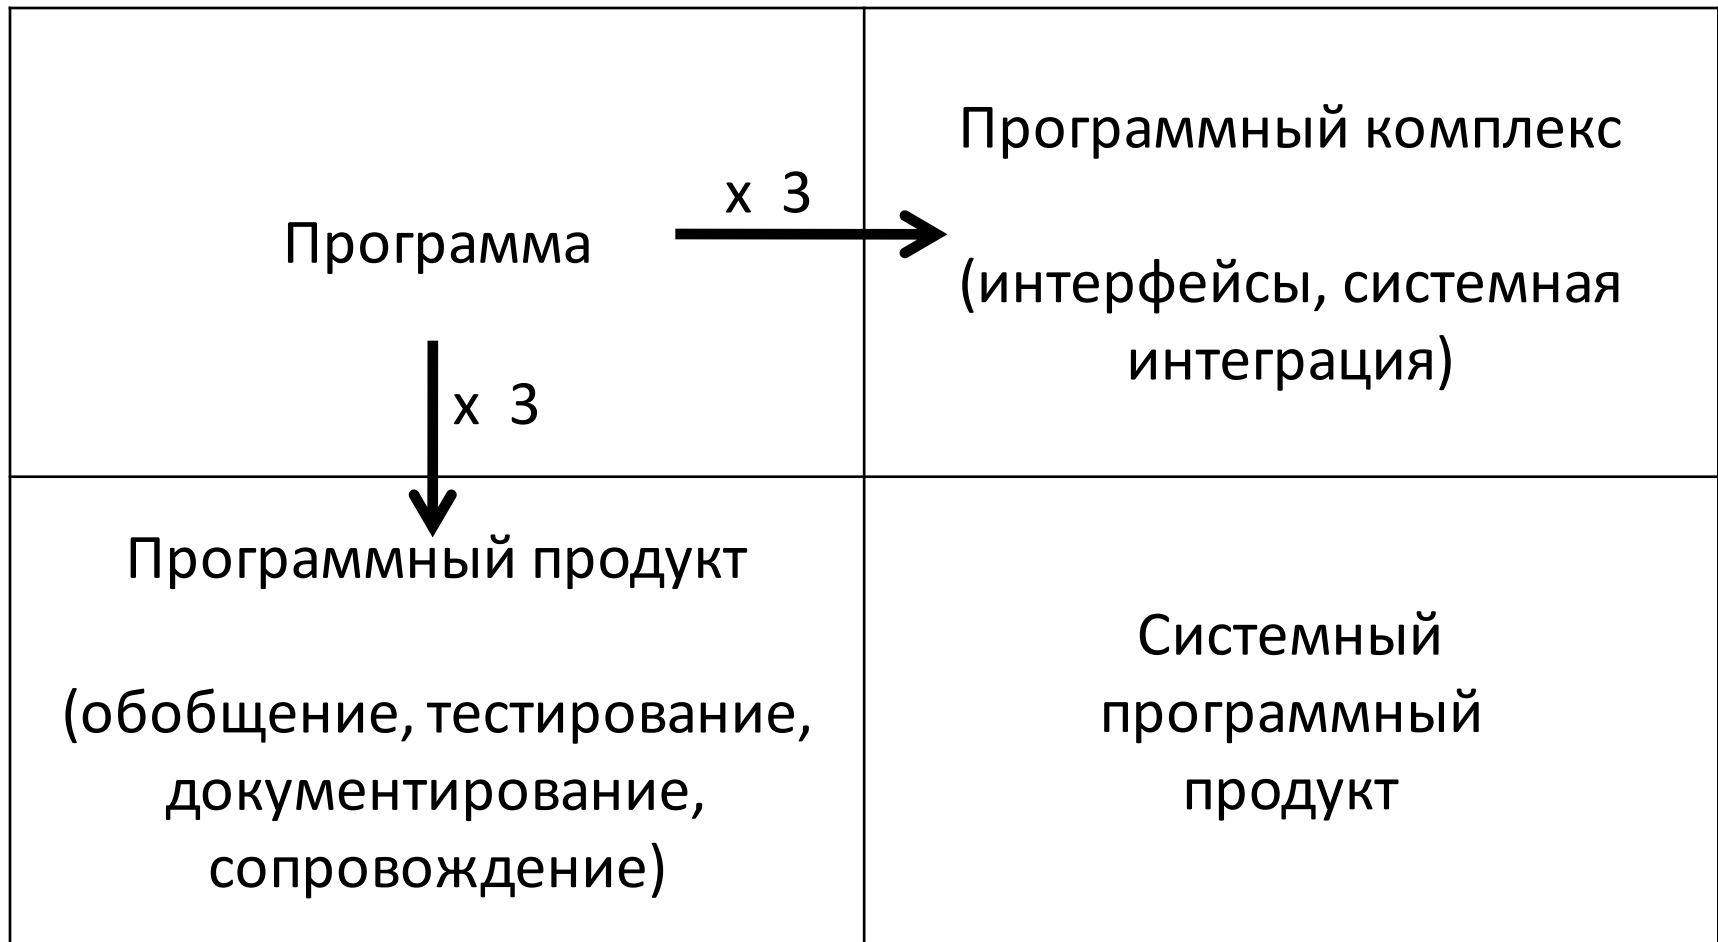 Программа
х 3
Программный комплекс
(интерфейсы, системная
интеграция)
х 3
Программный продукт
(обобщение, тестирование,
документирование,
сопровождение)
Системный
программный
продукт